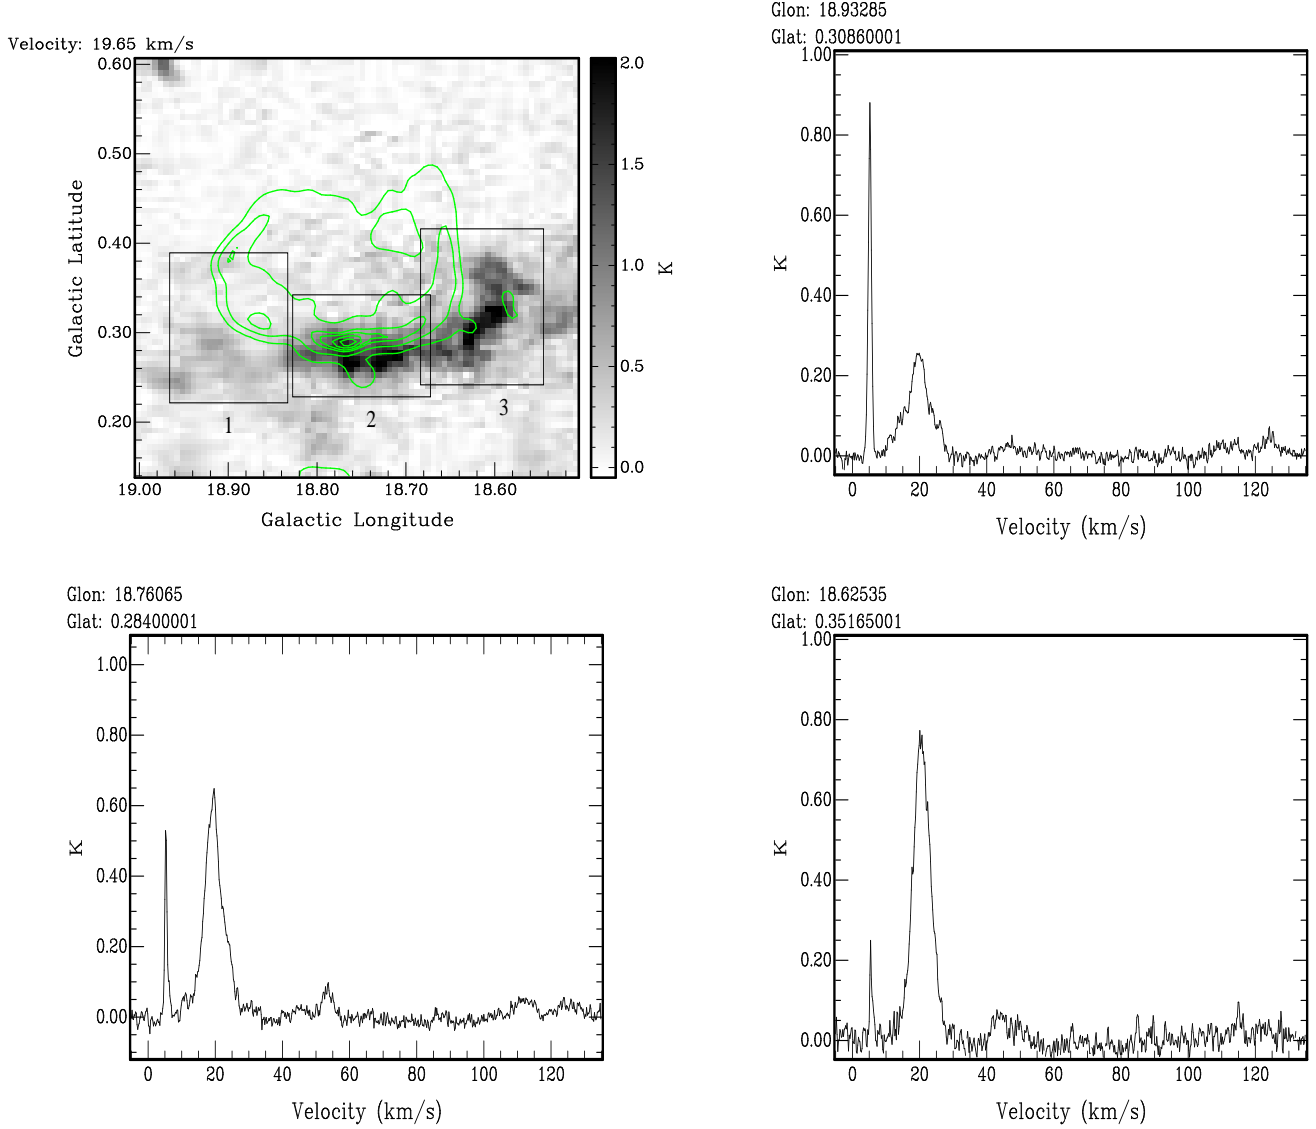 Velocity: 19.65 km/s
0.60
0.50
0.40
0.30
0.20
Galactic Latitude
19.00 18.90 18.80 18.70 18.60
Galactic Longitude
1
2
3
2.0
1.5
1.0
0.5
0.0
K
Glon: 18.93285
Glat: 0.30860001
1.00
0.80
0.60
0.40
0.20
0.00
K
0 20 40 60 80 100 120
Velocity (km/s)
Glon: 18.76065
Glat: 0.28400001
1.00
0.80
0.60
0.40
0.20
0.00
K
0 20 40 60 80 100 120
Velocity (km/s)
Glon: 18.62535
Glat: 0.35165001
1.00
0.80
0.60
0.40
0.20
0.00
K
0 20 40 60 80 100 120
Velocity (km/s)